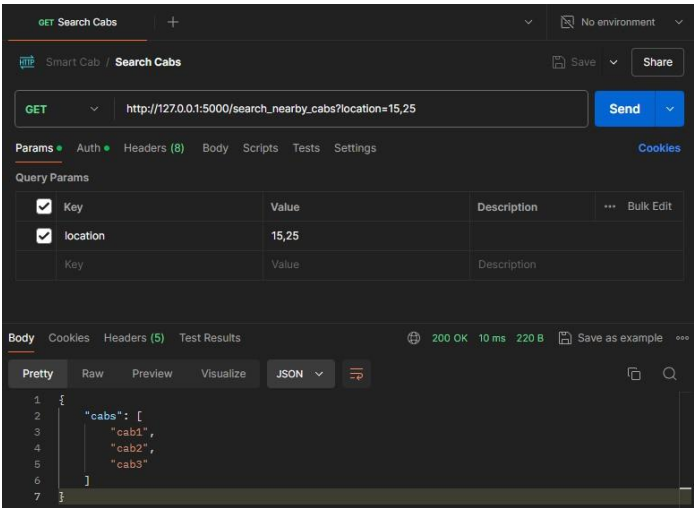 GET Search Cabs
No environment
HTTP Smart Cab / Search Cabs
Save
Share
GET http://127.0.0.1:5000/search_nearby_cabs?location=15,25 Send
Params Auth Headers (8) Body Scripts Tests Settings Cookies
Query Params
Key Value Description Bulk Edit
location 15,25
Key Value Description
Body Cookies Headers (5) Test Results 200 OK 10 ms 220 B Save as example
Pretty Raw Preview Visualize JSON
1 {
2 "cabs": [
3 "cab1",
4 "cab2",
5 "cab3"
6 ]
7 }